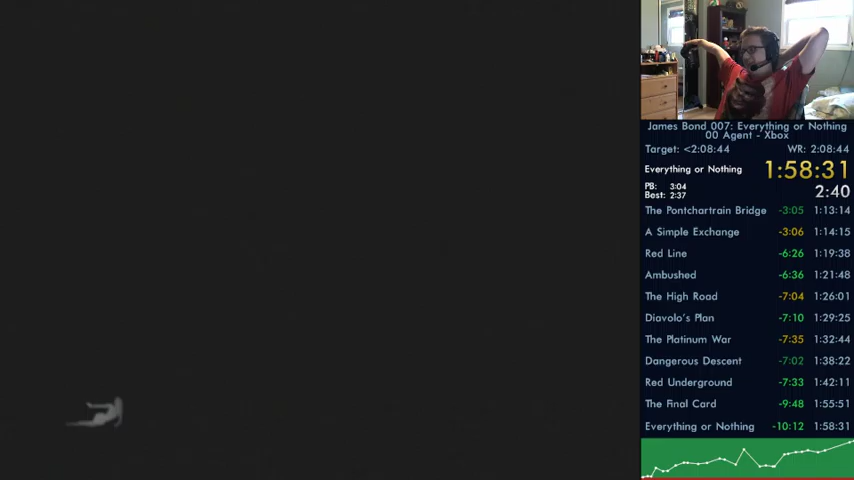 James Bond 007: Everything or Nothing
00 Agent - Xbox
Target: <2:08:44 WR: 2:08:44
Everything or Nothing 1:58:31
PB: 3:04
Best: 2:37 2:40
The Pontchartrain Bridge -3:05 1:13:14
A Simple Exchange -3:06 1:14:15
Red Line -6:26 1:19:38
Ambushed -6:36 1:21:48
The High Road -7:04 1:26:01
Diavolo's Plan -7:10 1:29:25
The Platinum War -7:35 1:32:44
Dangerous Descent -7:02 1:38:22
Red Underground -7:33 1:42:11
The Final Card -9:48 1:55:51
Everything or Nothing -10:12 1:58:31